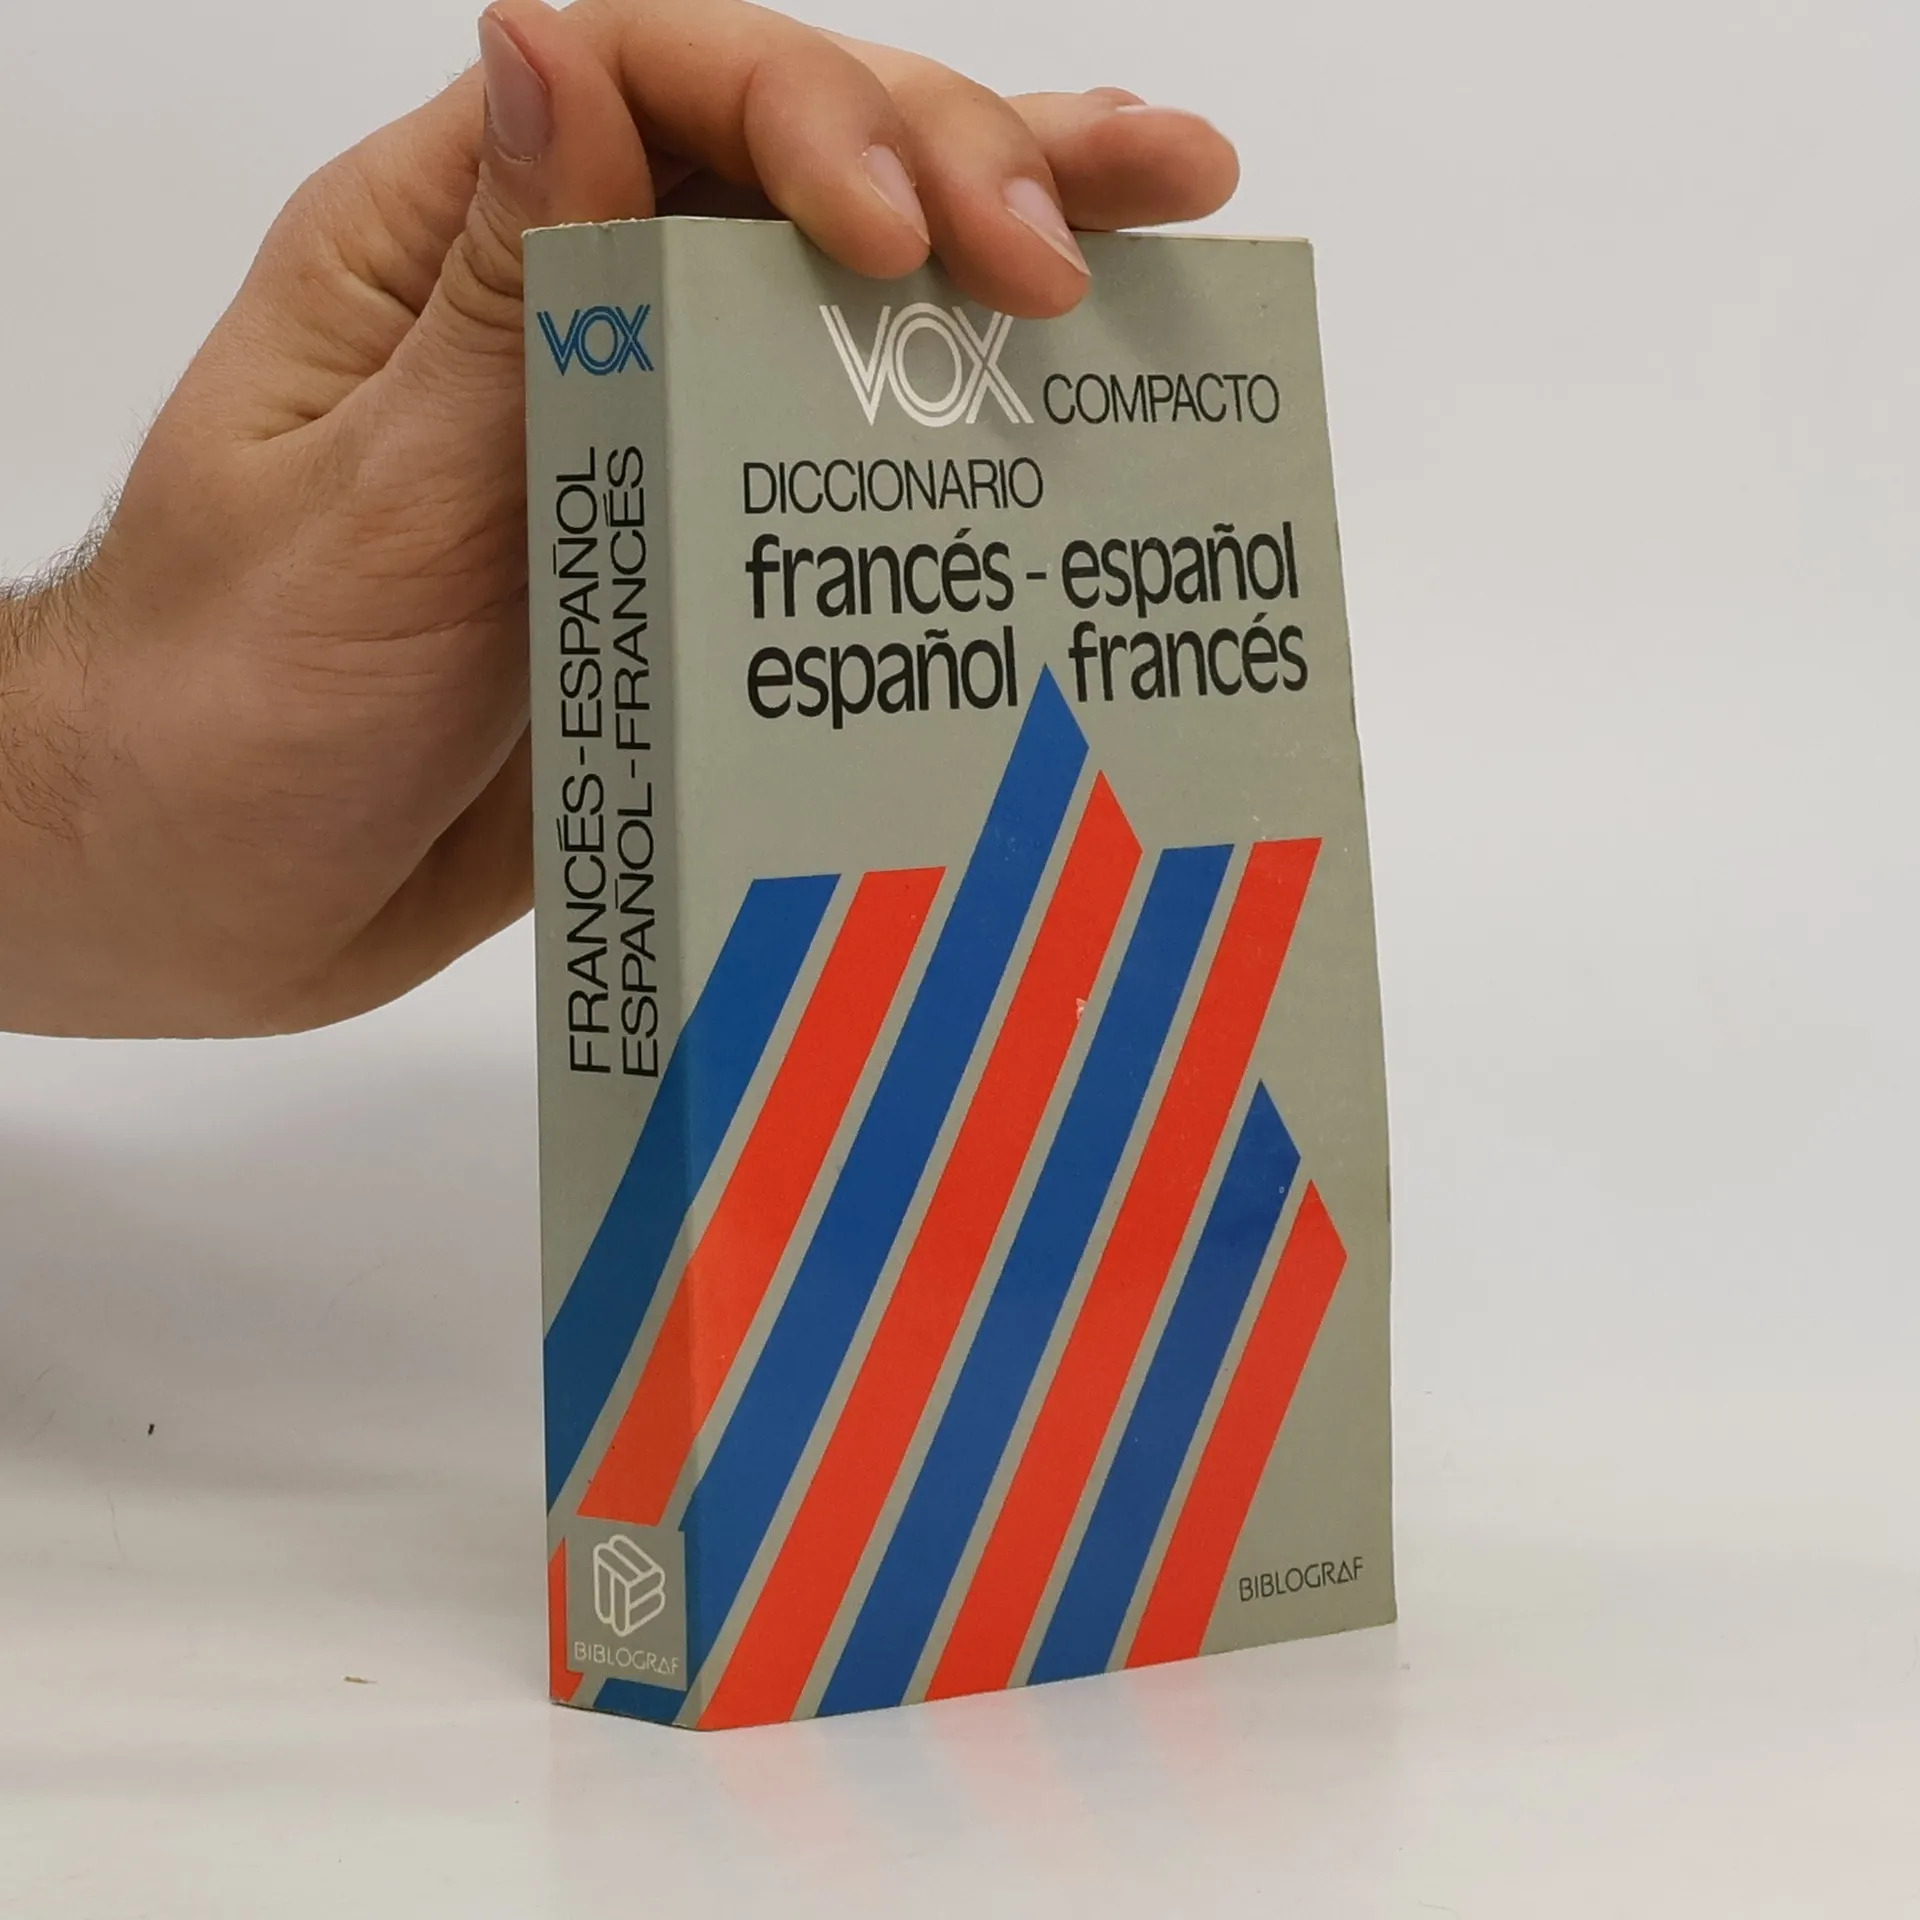 VOX
FRANCÉS-ESPAÑOL
ESPAÑOL-FRANCÉS
BIBLOGRAF
VOX COMPACTO
DICCIONARIO
francés-español
español francés
BIBLOGRAF